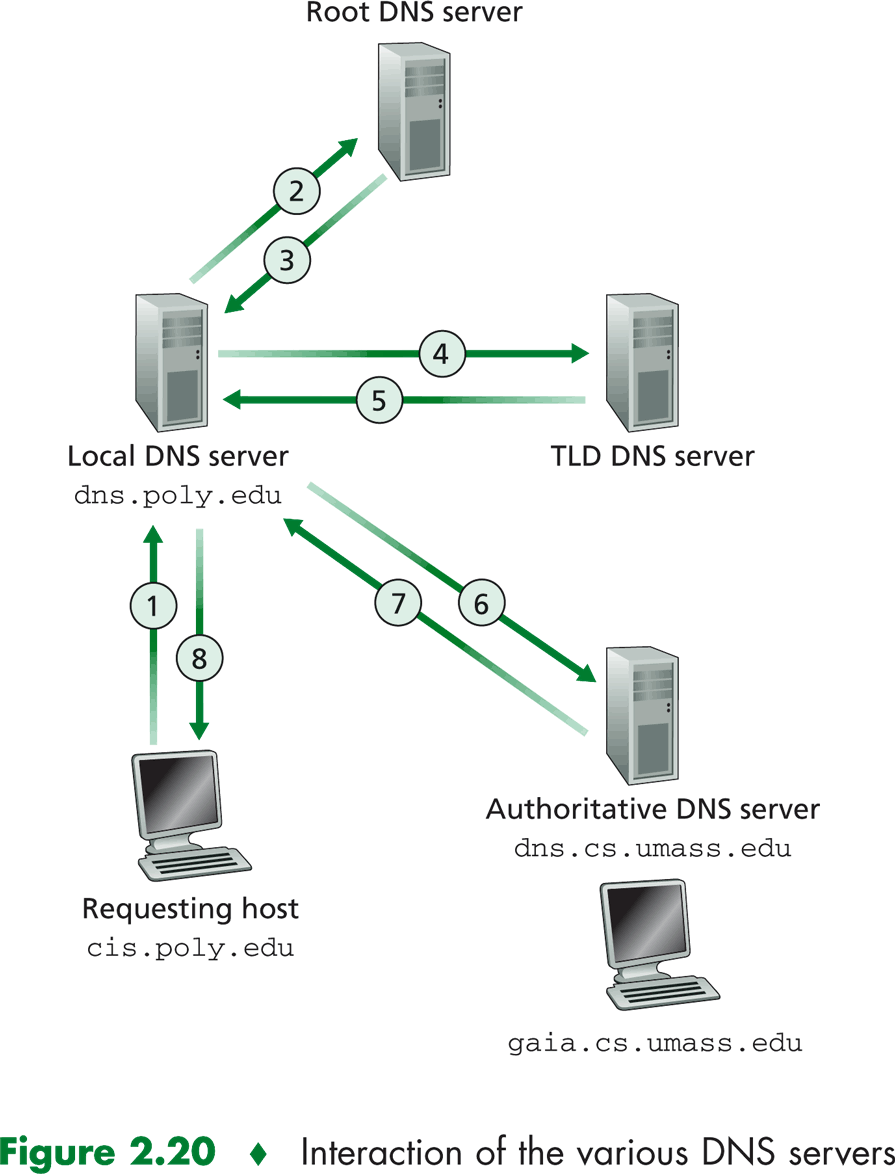 Root DNS server
2
3
4
5
Local DNS server
dns.poly.edu
TLD DNS server
1
8
7
6
Authoritative DNS server
dns.cs.umass.edu
Requesting host
cis.poly.edu
gaia.cs.umass.edu
Figure 2.20 ♦ Interaction of the various DNS servers